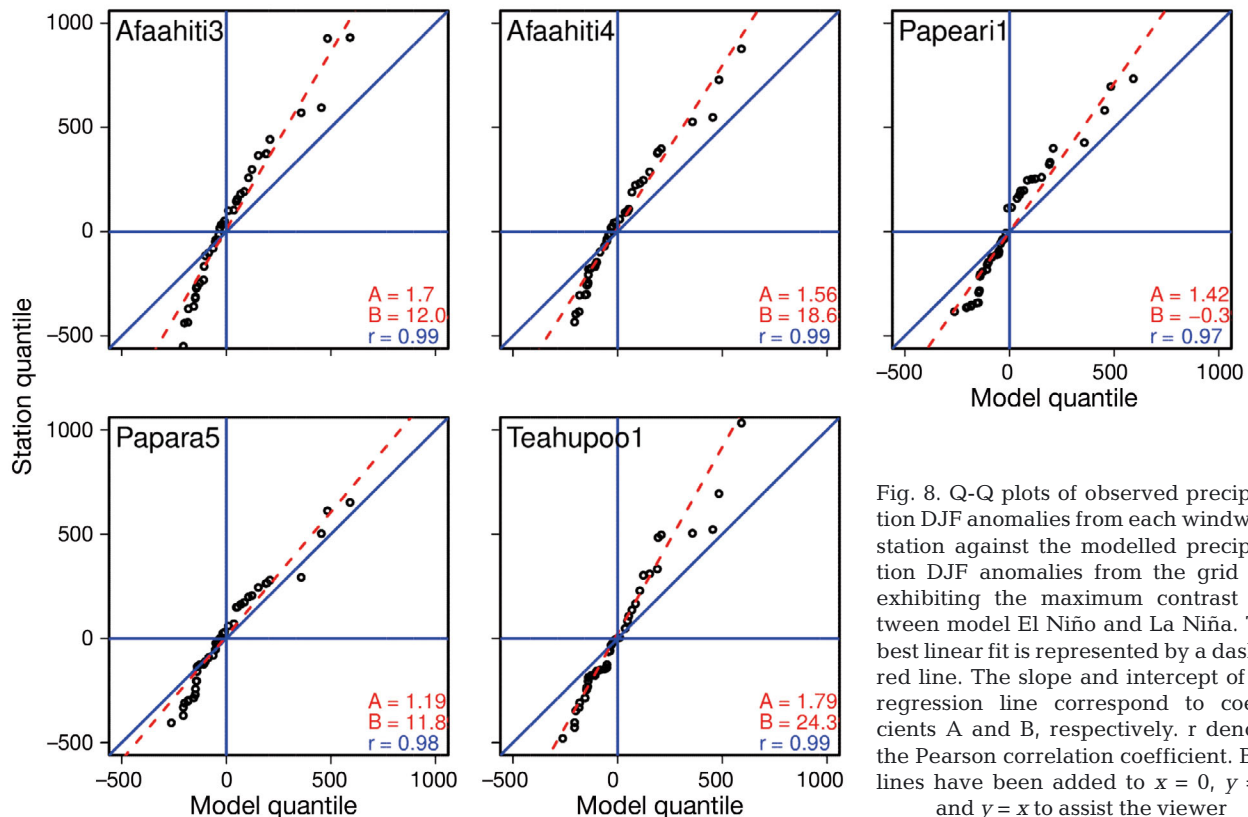 Afaahiti3
Afaahiti4
Papeari1
1000
500
0
−500
A = 1.7
B = 12.0
r = 0.99
A = 1.56
B = 18.6
r = 0.99
A = 1.42
B = −0.3
r = 0.97
−500 0 500 1000
Model quantile
Station quantile
Papara5
Teahupoo1
1000
500
0
−500
A = 1.19
B = 11.8
r = 0.98
A = 1.79
B = 24.3
r = 0.99
−500 0 500 1000
Model quantile
−500 0 500 1000
Model quantile
Fig. 8. Q-Q plots of observed precip
tion DJF anomalies from each windw
station against the modelled precip
tion DJF anomalies from the grid
exhibiting the maximum contrast
tween model El Niño and La Niña. T
best linear fit is represented by a dash
red line. The slope and intercept of
regression line correspond to coe
cients A and B, respectively. r deno
the Pearson correlation coefficient. B
lines have been added to x = 0, y =
and y = x to assist the viewer